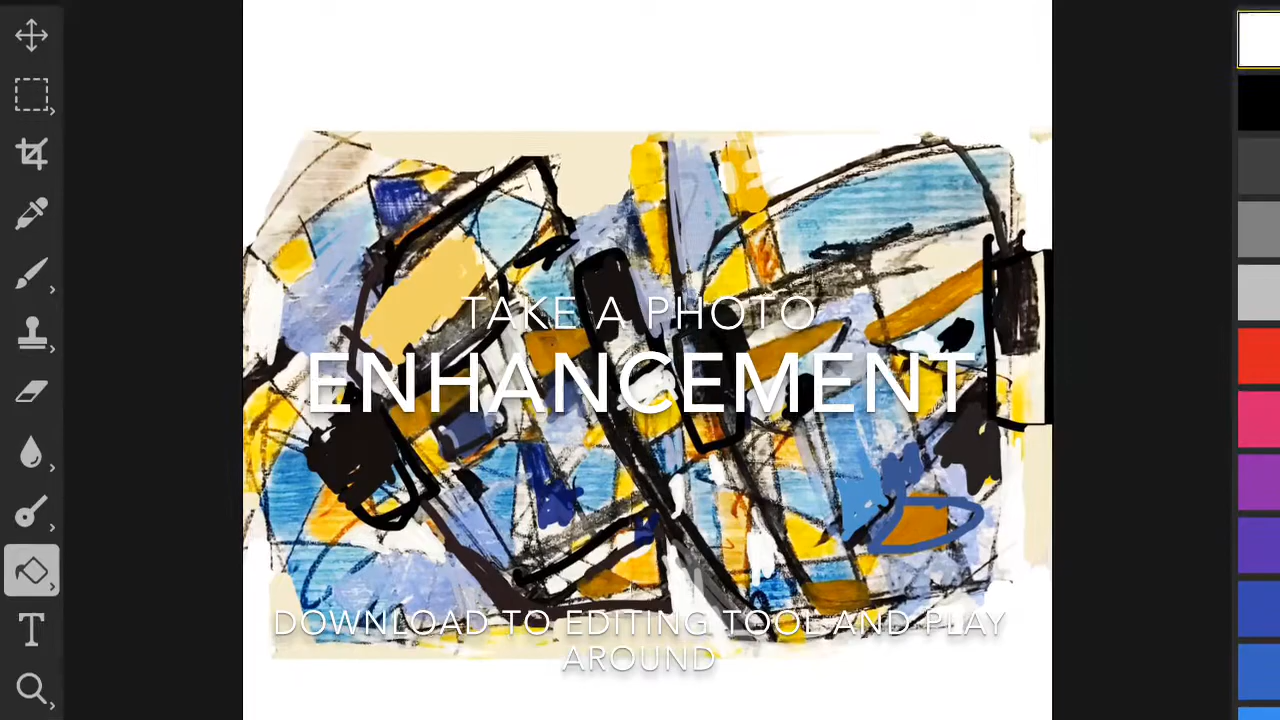 TAKE A PHOTO
ENHANCEMENT
DOWNLOAD TO EDITING TOOL AND PLAY
AROUND